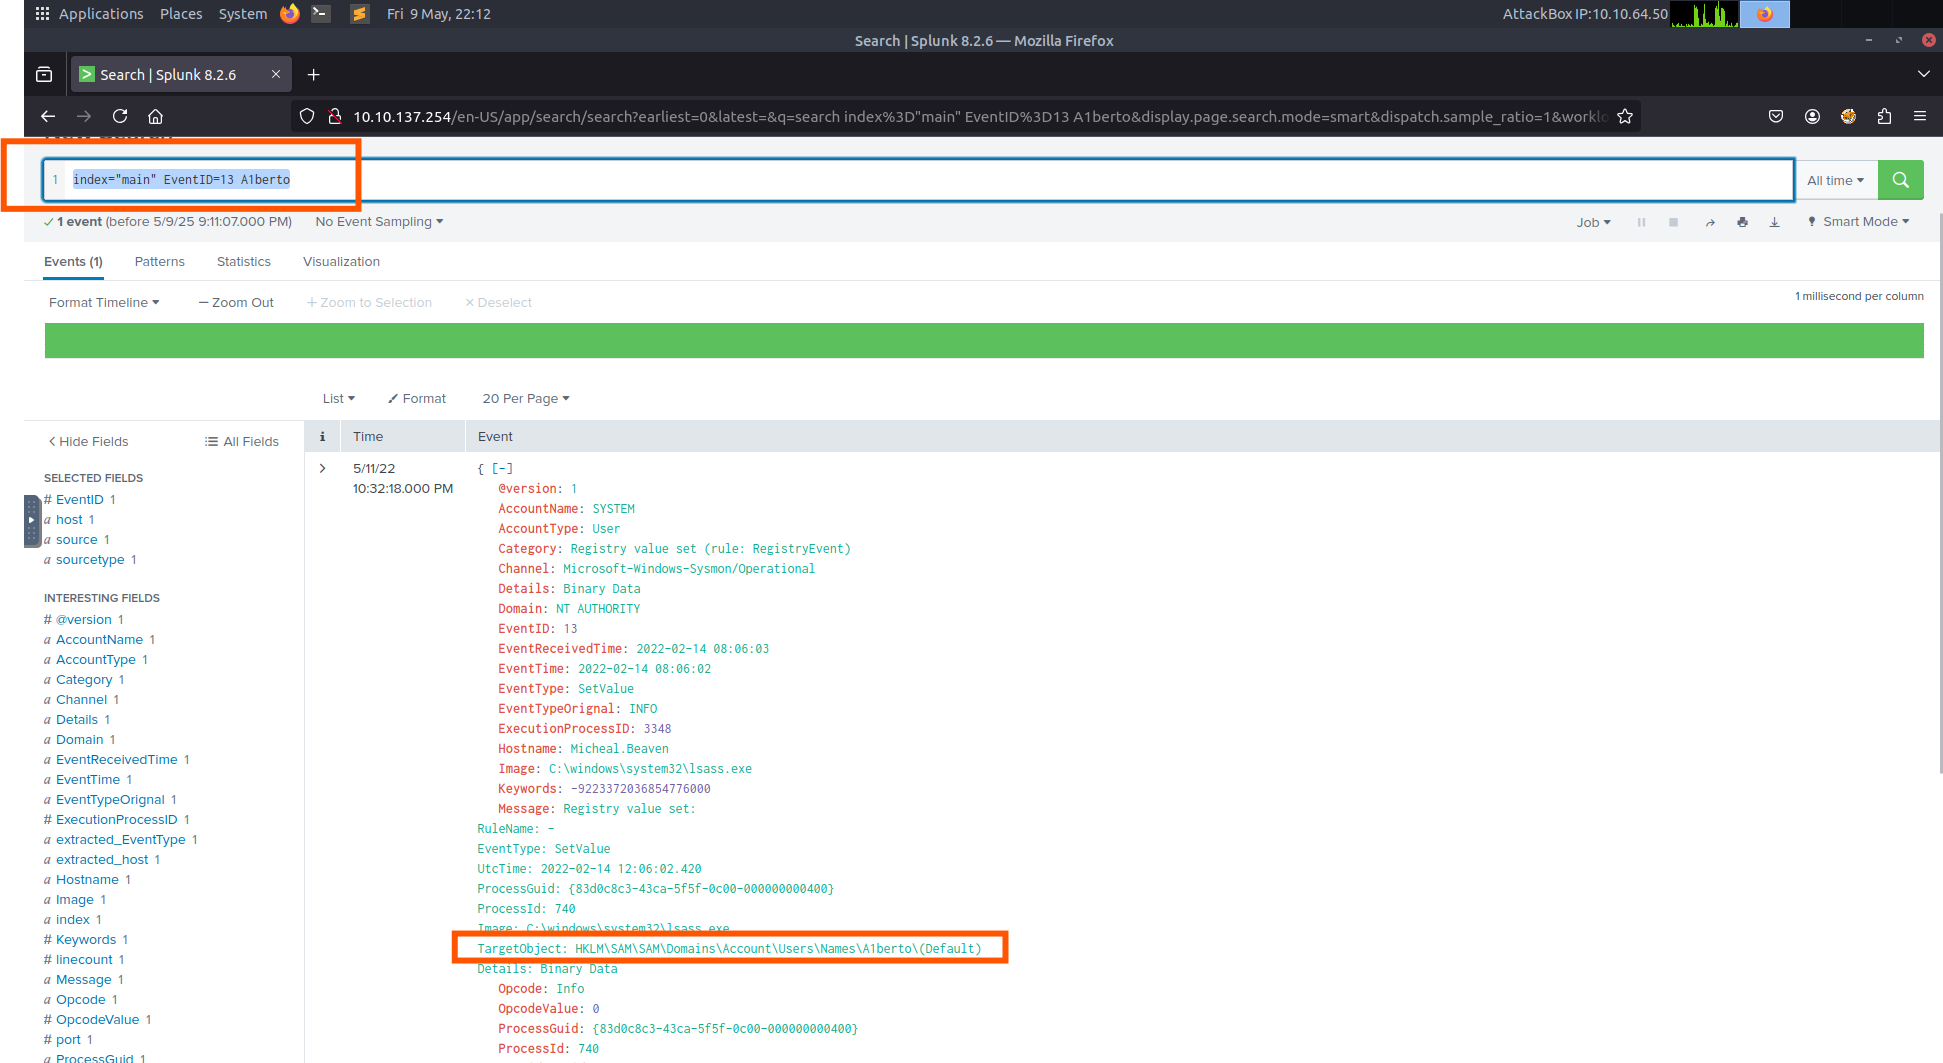 Applications Places System Fri 9 May, 22:12 AttackBox IP:10.10.64.50
Search | Splunk 8.2.6 — Mozilla Firefox
Search | Splunk 8.2.6
10.10.137.254/en-US/app/search/search?earliest=0&latest=&q=search index%3D"main" EventID%3D13 A1berto&display.page.search.mode=smart&dispatch.sample_ratio=1&worklo
1 index="main" EventID=13 A1berto
All time
1 event (before 5/9/25 9:11:07.000 PM) No Event Sampling
Job Smart Mode
Events (1) Patterns Statistics Visualization
Format Timeline — Zoom Out + Zoom to Selection × Deselect
1 millisecond per column
List Format 20 Per Page
Hide Fields All Fields
i Time Event
SELECTED FIELDS
# EventID 1
a host 1
a source 1
a sourcetype 1
INTERESTING FIELDS
# @version 1
a AccountName 1
a AccountType 1
a Category 1
a Channel 1
a Details 1
a Domain 1
a EventReceivedTime 1
a EventTime 1
a EventTypeOrignal 1
# ExecutionProcessID 1
a extracted_EventType 1
a extracted_host 1
a Hostname 1
a Image 1
a index 1
# Keywords 1
# linecount 1
a Message 1
a Opcode 1
# OpcodeValue 1
# port 1
a ProcessGuid 1
5/11/22
10:32:18.000 PM
{ [-]
@version: 1
AccountName: SYSTEM
AccountType: User
Category: Registry value set (rule: RegistryEvent)
Channel: Microsoft-Windows-Sysmon/Operational
Details: Binary Data
Domain: NT AUTHORITY
EventID: 13
EventReceivedTime: 2022-02-14 08:06:03
EventTime: 2022-02-14 08:06:02
EventType: SetValue
EventTypeOrignal: INFO
ExecutionProcessID: 3348
Hostname: Micheal.Beaven
Image: C:\windows\system32\lsass.exe
Keywords: -9223372036854776000
Message: Registry value set:
RuleName: -
EventType: SetValue
UtcTime: 2022-02-14 12:06:02.420
ProcessGuid: {83d0c8c3-43ca-5f5f-0c00-000000000400}
ProcessId: 740
Image: C:\windows\system32\lsass.exe
TargetObject: HKLM\SAM\SAM\Domains\Account\Users\Names\A1berto\(Default)
Details: Binary Data
Opcode: Info
OpcodeValue: 0
ProcessGuid: {83d0c8c3-43ca-5f5f-0c00-000000000400}
ProcessId: 740